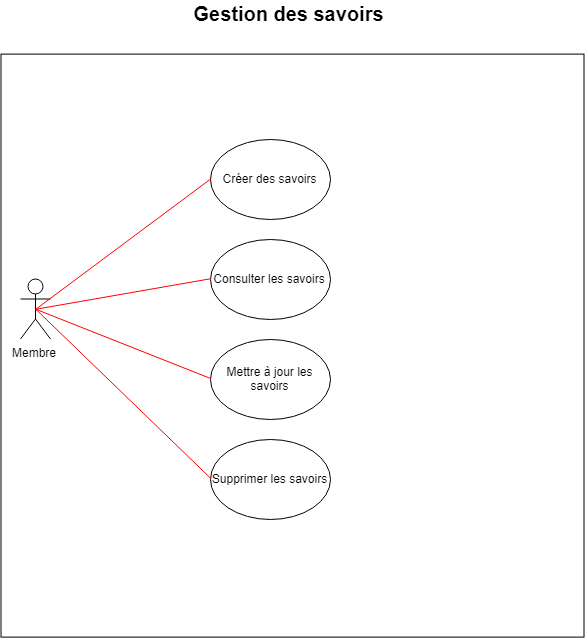 Gestion des savoirs
Créer des savoirs
Consulter les savoirs
Membre
Mettre à jour les
savoirs
Supprimer les savoirs